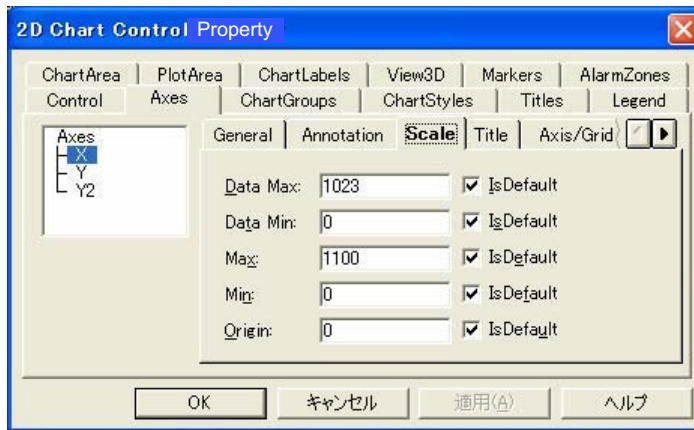 2D Chart Control Property
ChartArea PlotArea ChartLabels View3D Markers AlarmZones
Control Axes ChartGroups ChartStyles Titles Legend
Axes
X
Y
Y2
General Annotation Scale Title Axis/Grid
Data Max: 1023 IsDefault
Data Min: 0 IsDefault
Max: 1100 IsDefault
Min: 0 IsDefault
Origin: 0 IsDefault
OK キャンセル 適用(A) ヘルプ